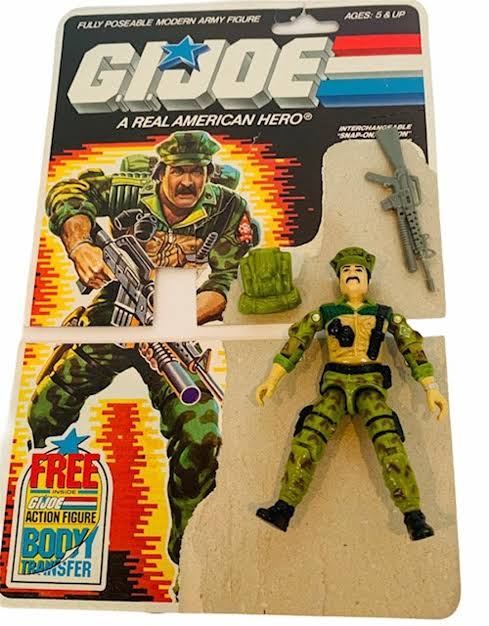 FULLY POSEABLE MODERN ARMY FIGURE
AGES: 5 & UP
G.I.JOE
A REAL AMERICAN HERO®
INTERCHANGEABLE
"SNAP-ON
FREE
INSIDE
GI JOE
ACTION FIGURE
BODY
TRANSFER